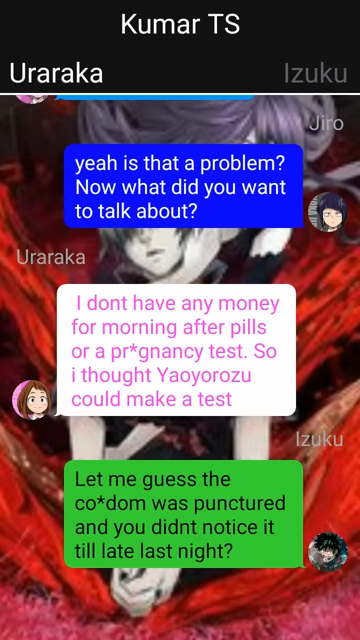 Kumar TS
Uraraka
Izuku
Jiro
yeah is that a problem?
Now what did you want
to talk about?
Uraraka
I dont have any money
for morning after pills
or a pr*gnancy test. So
i thought Yaoyorozu
could make a test
Izuku
Let me guess the
co*dom was punctured
and you didnt notice it
till late last night?